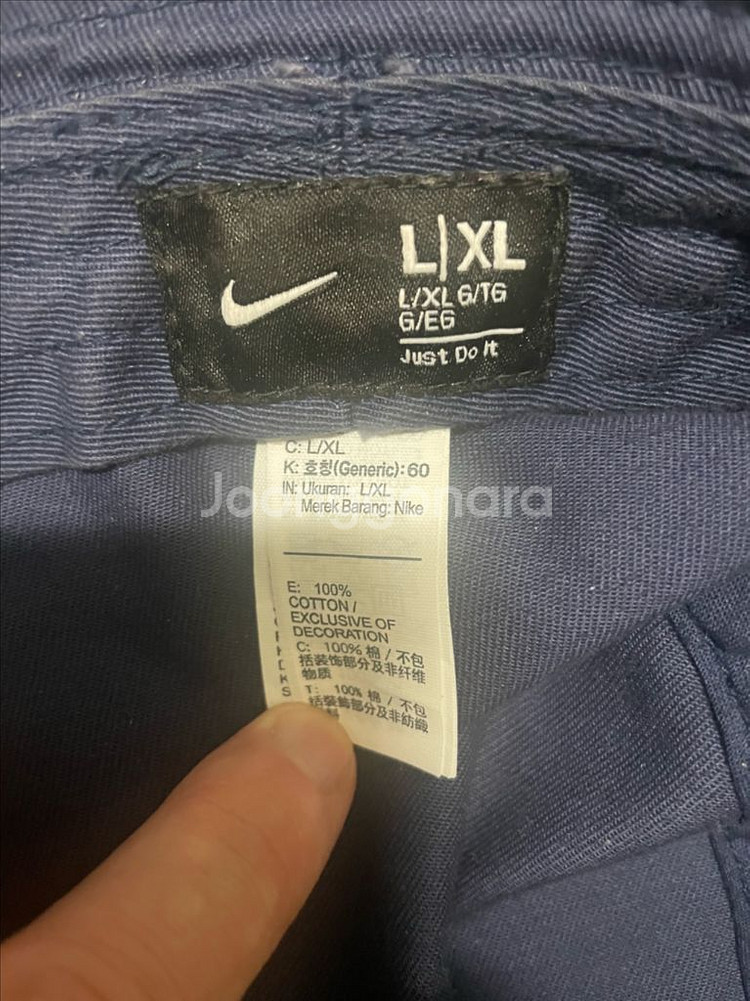 L|XL
L/XL G/TG
G/EG
Just Do It
C: L/XL
K: 호칭(Generic): 60
IN: Ukuran: L/XL
Merek Barang: Nike
Joonggonara
E: 100%
COTTON /
EXCLUSIVE OF
DECORATION
C: 100% 棉 / 不包
括装饰部分及非纤维
物质
T: 100% 棉 / 不包
括裝飾部分及非紡織
料